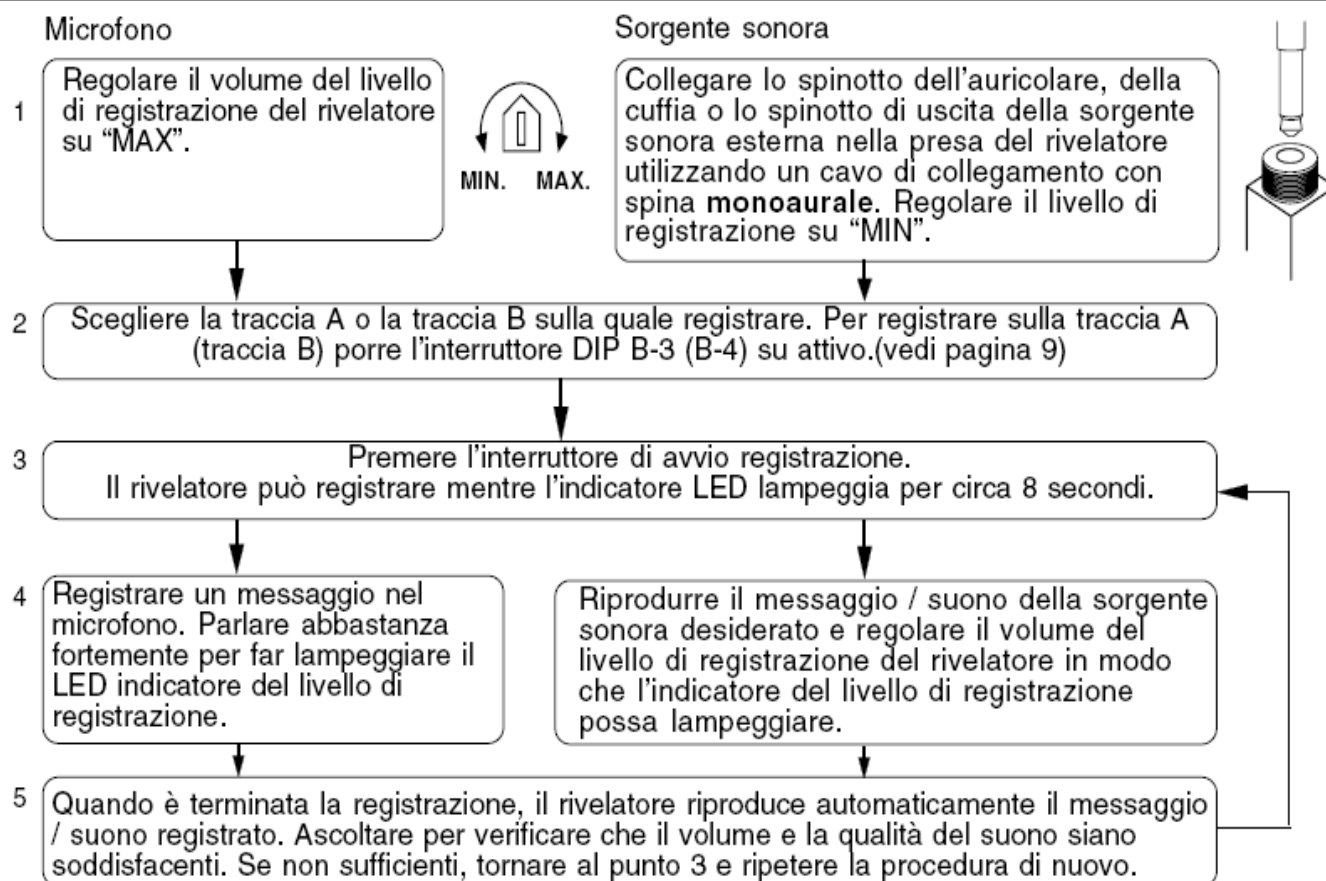 Microfono
Sorgente sonora
1
Regolare il volume del livello
di registrazione del rivelatore
su “MAX”.
MIN. MAX.
Collegare lo spinotto dell’auricolare, della
cuffia o lo spinotto di uscita della sorgente
sonora esterna nella presa del rivelatore
utilizzando un cavo di collegamento con
spina monoaurale. Regolare il livello di
registrazione su “MIN”.
2
Scegliere la traccia A o la traccia B sulla quale registrare. Per registrare sulla traccia A
(traccia B) porre l’interruttore DIP B-3 (B-4) su attivo.(vedi pagina 9)
3
Premere l’interruttore di avvio registrazione.
Il rivelatore può registrare mentre l’indicatore LED lampeggia per circa 8 secondi.
4
Registrare un messaggio nel
microfono. Parlare abbastanza
fortemente per far lampeggiare il
LED indicatore del livello di
registrazione.
Riprodurre il messaggio / suono della sorgente
sonora desiderato e regolare il volume del
livello di registrazione del rivelatore in modo
che l’indicatore del livello di registrazione
possa lampeggiare.
5
Quando è terminata la registrazione, il rivelatore riproduce automaticamente il messaggio
/ suono registrato. Ascoltare per verificare che il volume e la qualità del suono siano
soddisfacenti. Se non sufficienti, tornare al punto 3 e ripetere la procedura di nuovo.